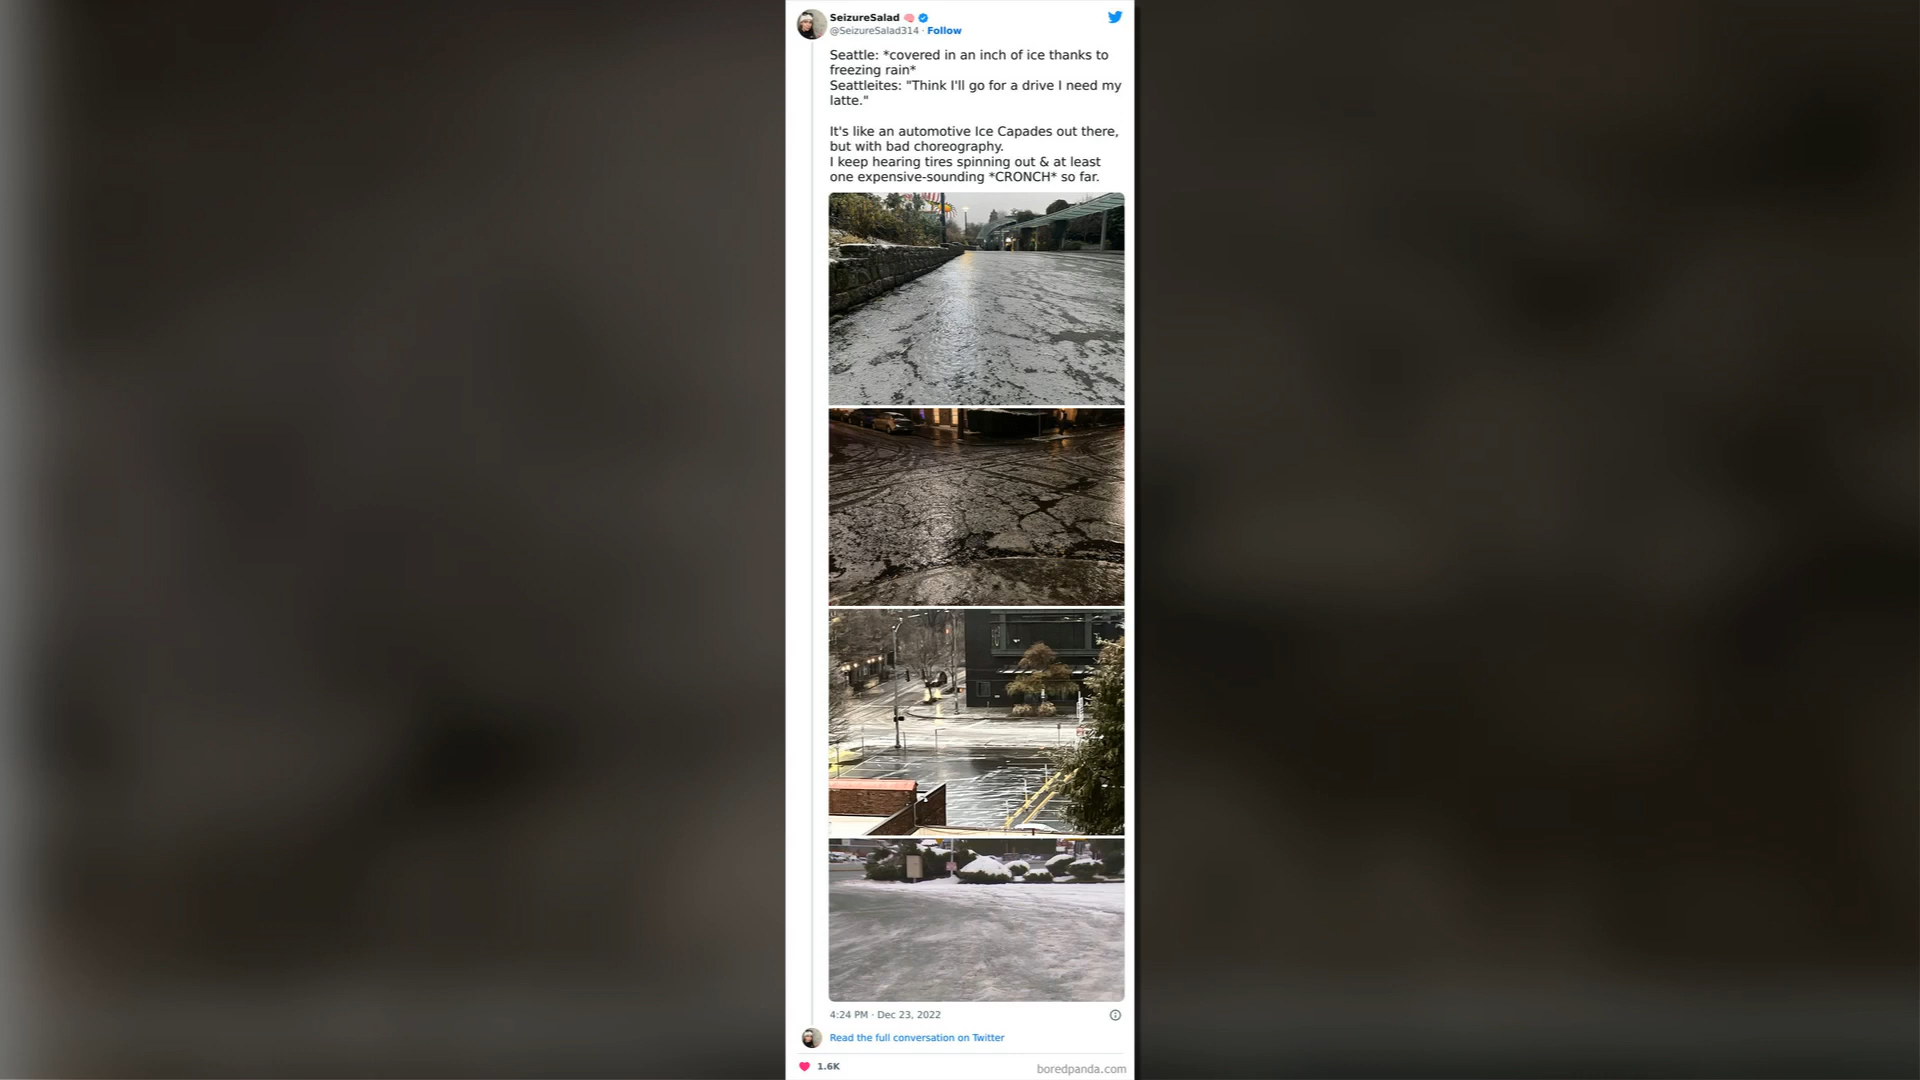 SeizureSalad
@SeizureSalad314 · Follow
Seattle: *covered in an inch of ice thanks to
freezing rain*
Seattleites: "Think I'll go for a drive I need my
latte."
It's like an automotive Ice Capades out there,
but with bad choreography.
I keep hearing tires spinning out & at least
one expensive-sounding *CRONCH* so far.
4:24 PM · Dec 23, 2022
Read the full conversation on Twitter
1.6K
boredpanda.com